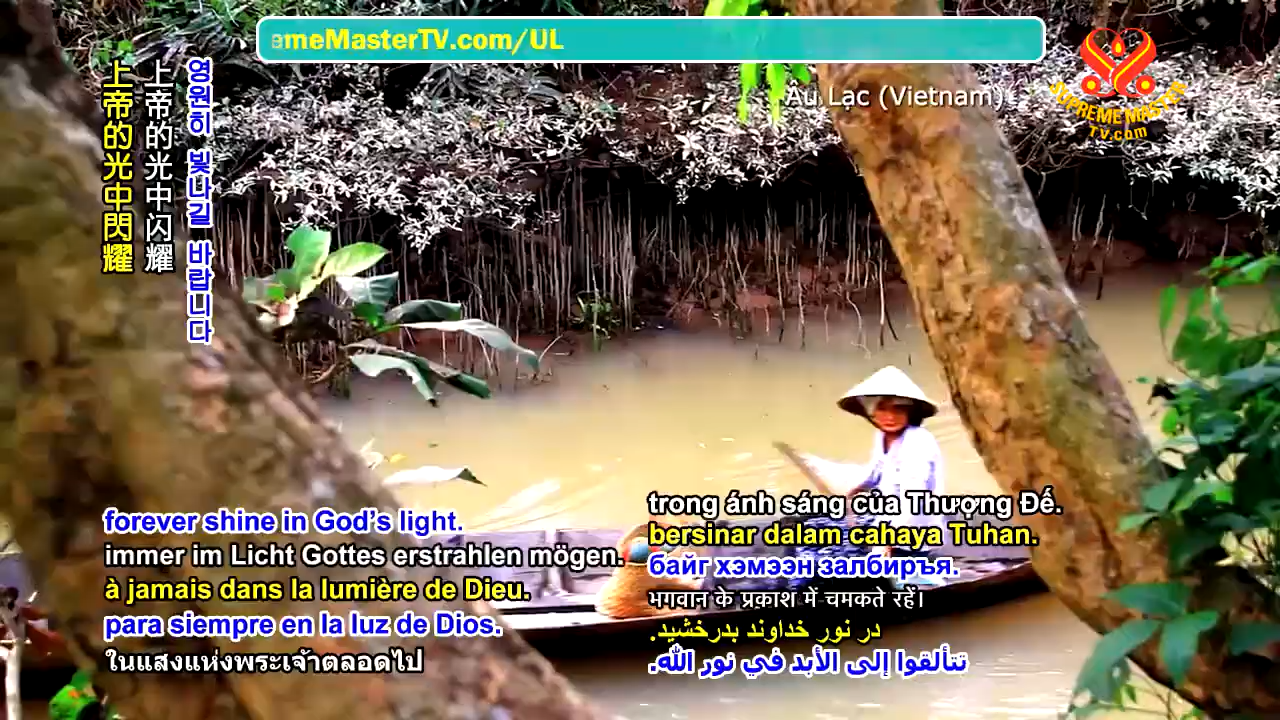 emeMasterTV.com/UL
Âu Lạc (Vietnam)
SUPREME MASTER
TV.com
영원히 빛나길 바랍니다
上帝的光中闪耀
上帝的光中閃耀
forever shine in God's light.
immer im Licht Gottes erstrahlen mögen.
à jamais dans la lumière de Dieu.
para siempre en la luz de Dios.
ในแสงแห่งพระเจ้าตลอดไป
trong ánh sáng của Thượng Đế.
bersinar dalam cahaya Tuhan.
байг хэмээн залбиръя.
भगवान के प्रकाश में चमकते रहें।
در نور خداوند بدرخشید.
تتألقوا إلى الأبد في نور الله.